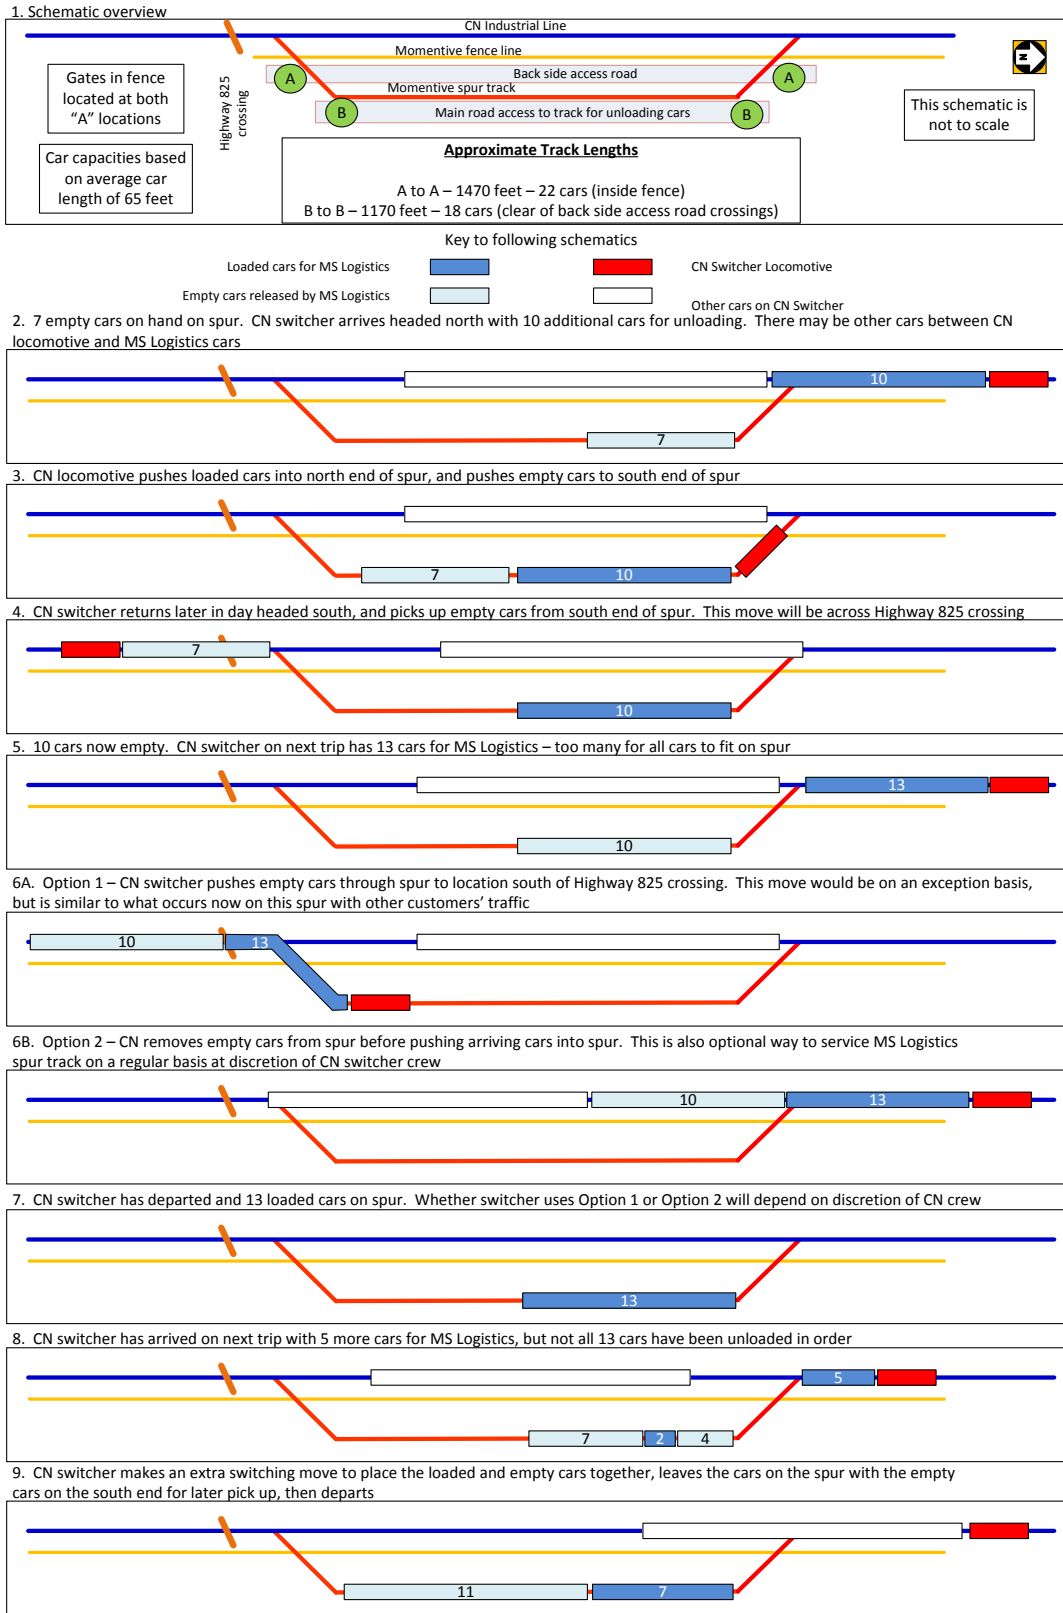 1. Schematic overview
CN Industrial Line
Momentive fence line
Back side access road
A
A
Momentive spur track
B
Main road access to track for unloading cars
B
Highway 825
crossing
Gates in fence
located at both
“A” locations
Car capacities based
on average car
length of 65 feet
N
This schematic is
not to scale
Approximate Track Lengths
A to A – 1470 feet – 22 cars (inside fence)
B to B – 1170 feet – 18 cars (clear of back side access road crossings)
Key to following schematics
Loaded cars for MS Logistics
CN Switcher Locomotive
Empty cars released by MS Logistics
Other cars on CN Switcher
2. 7 empty cars on hand on spur. CN switcher arrives headed north with 10 additional cars for unloading. There may be other cars between CN
locomotive and MS Logistics cars
10
7
3. CN locomotive pushes loaded cars into north end of spur, and pushes empty cars to south end of spur
7
10
4. CN switcher returns later in day headed south, and picks up empty cars from south end of spur. This move will be across Highway 825 crossing
7
10
5. 10 cars now empty. CN switcher on next trip has 13 cars for MS Logistics – too many for all cars to fit on spur
13
10
6A. Option 1 – CN switcher pushes empty cars through spur to location south of Highway 825 crossing. This move would be on an exception basis,
but is similar to what occurs now on this spur with other customers’ traffic
10
13
6B. Option 2 – CN removes empty cars from spur before pushing arriving cars into spur. This is also optional way to service MS Logistics
spur track on a regular basis at discretion of CN switcher crew
10
13
7. CN switcher has departed and 13 loaded cars on spur. Whether switcher uses Option 1 or Option 2 will depend on discretion of CN crew
13
8. CN switcher has arrived on next trip with 5 more cars for MS Logistics, but not all 13 cars have been unloaded in order
5
7
2
4
9. CN switcher makes an extra switching move to place the loaded and empty cars together, leaves the cars on the spur with the empty
cars on the south end for later pick up, then departs
11
7